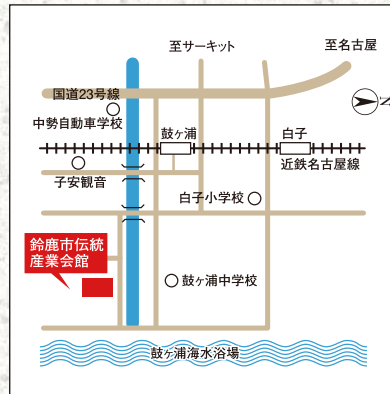 至サーキット
至名古屋
国道23号線
中勢自動車学校
N
鼓ヶ浦
白子
近鉄名古屋線
子安観音
白子小学校
鈴鹿市伝統
産業会館
鼓ヶ浦中学校
鼓ヶ浦海水浴場